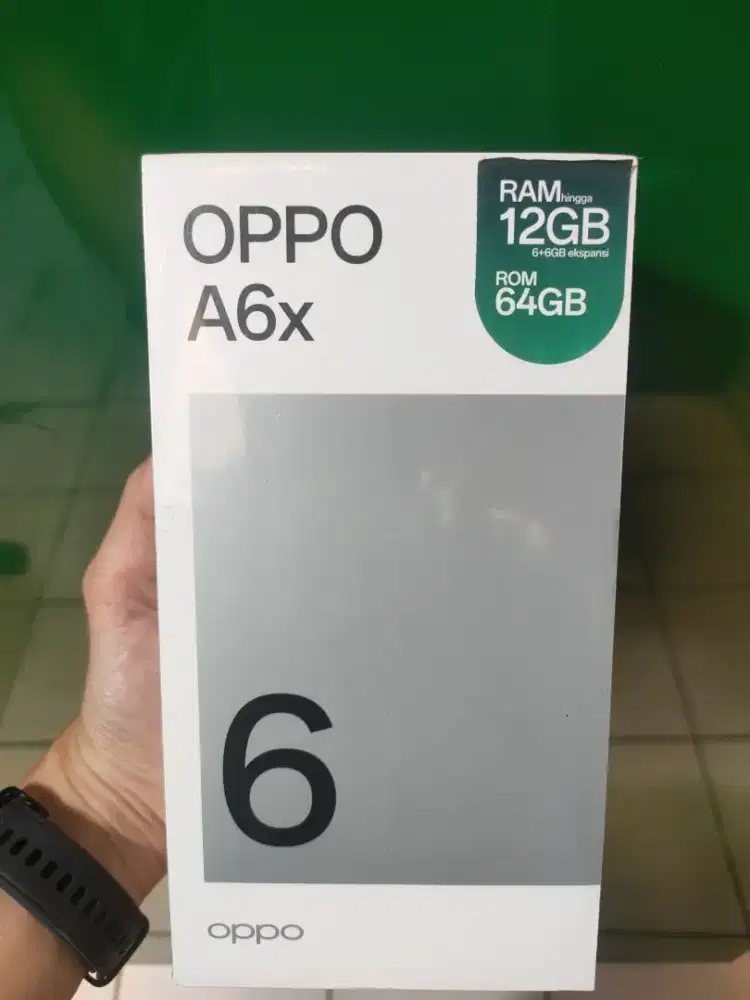 OPPO
A6x
RAM hingga
12GB
6+6GB ekspansi
ROM
64GB
6
oppo